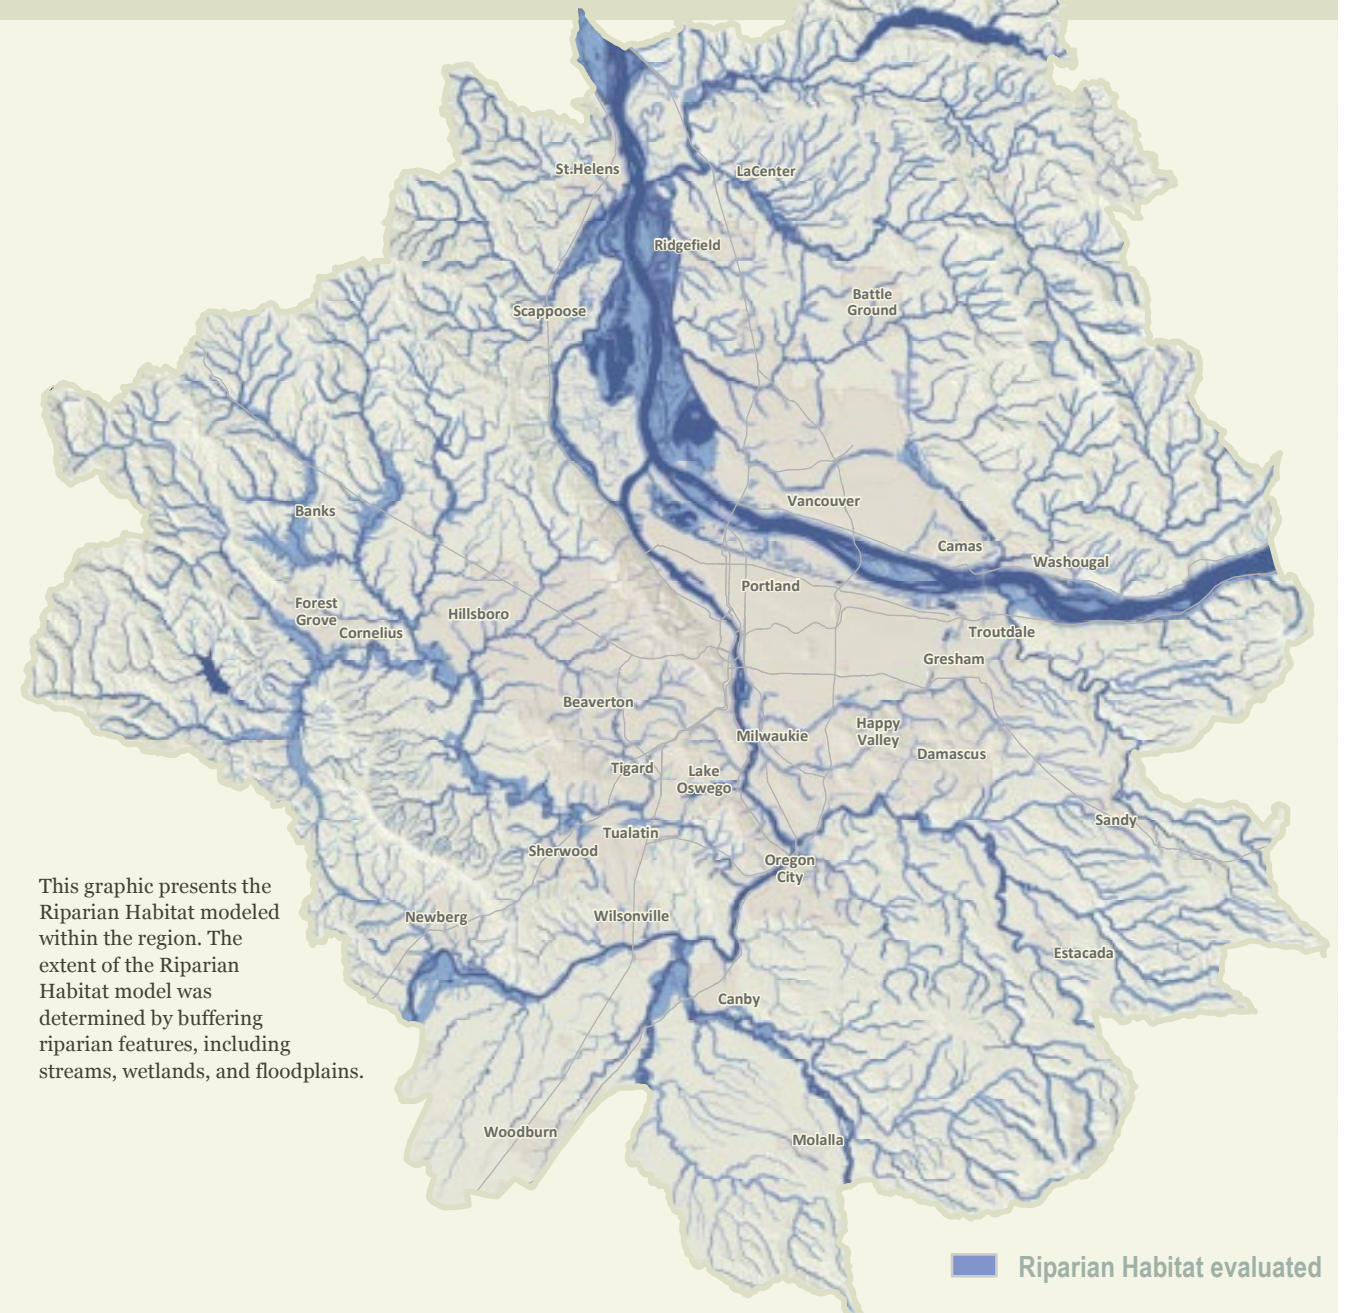 St.Helens
LaCenter
Ridgefield
Scappoose
Battle
Ground
Banks
Vancouver
Camas
Washougal
Portland
Forest
Grove
Cornelius
Hillsboro
Troutdale
Gresham
Beaverton
Happy
Valley
Milwaukie
Damascus
Tigard
Lake
Oswego
Sandy
Tualatin
Sherwood
Oregon
City
Newberg
Wilsonville
Estacada
Canby
Woodburn
Molalla
This graphic presents the
Riparian Habitat modeled
within the region. The
extent of the Riparian
Habitat model was
determined by buffering
riparian features, including
streams, wetlands, and floodplains.
Riparian Habitat evaluated